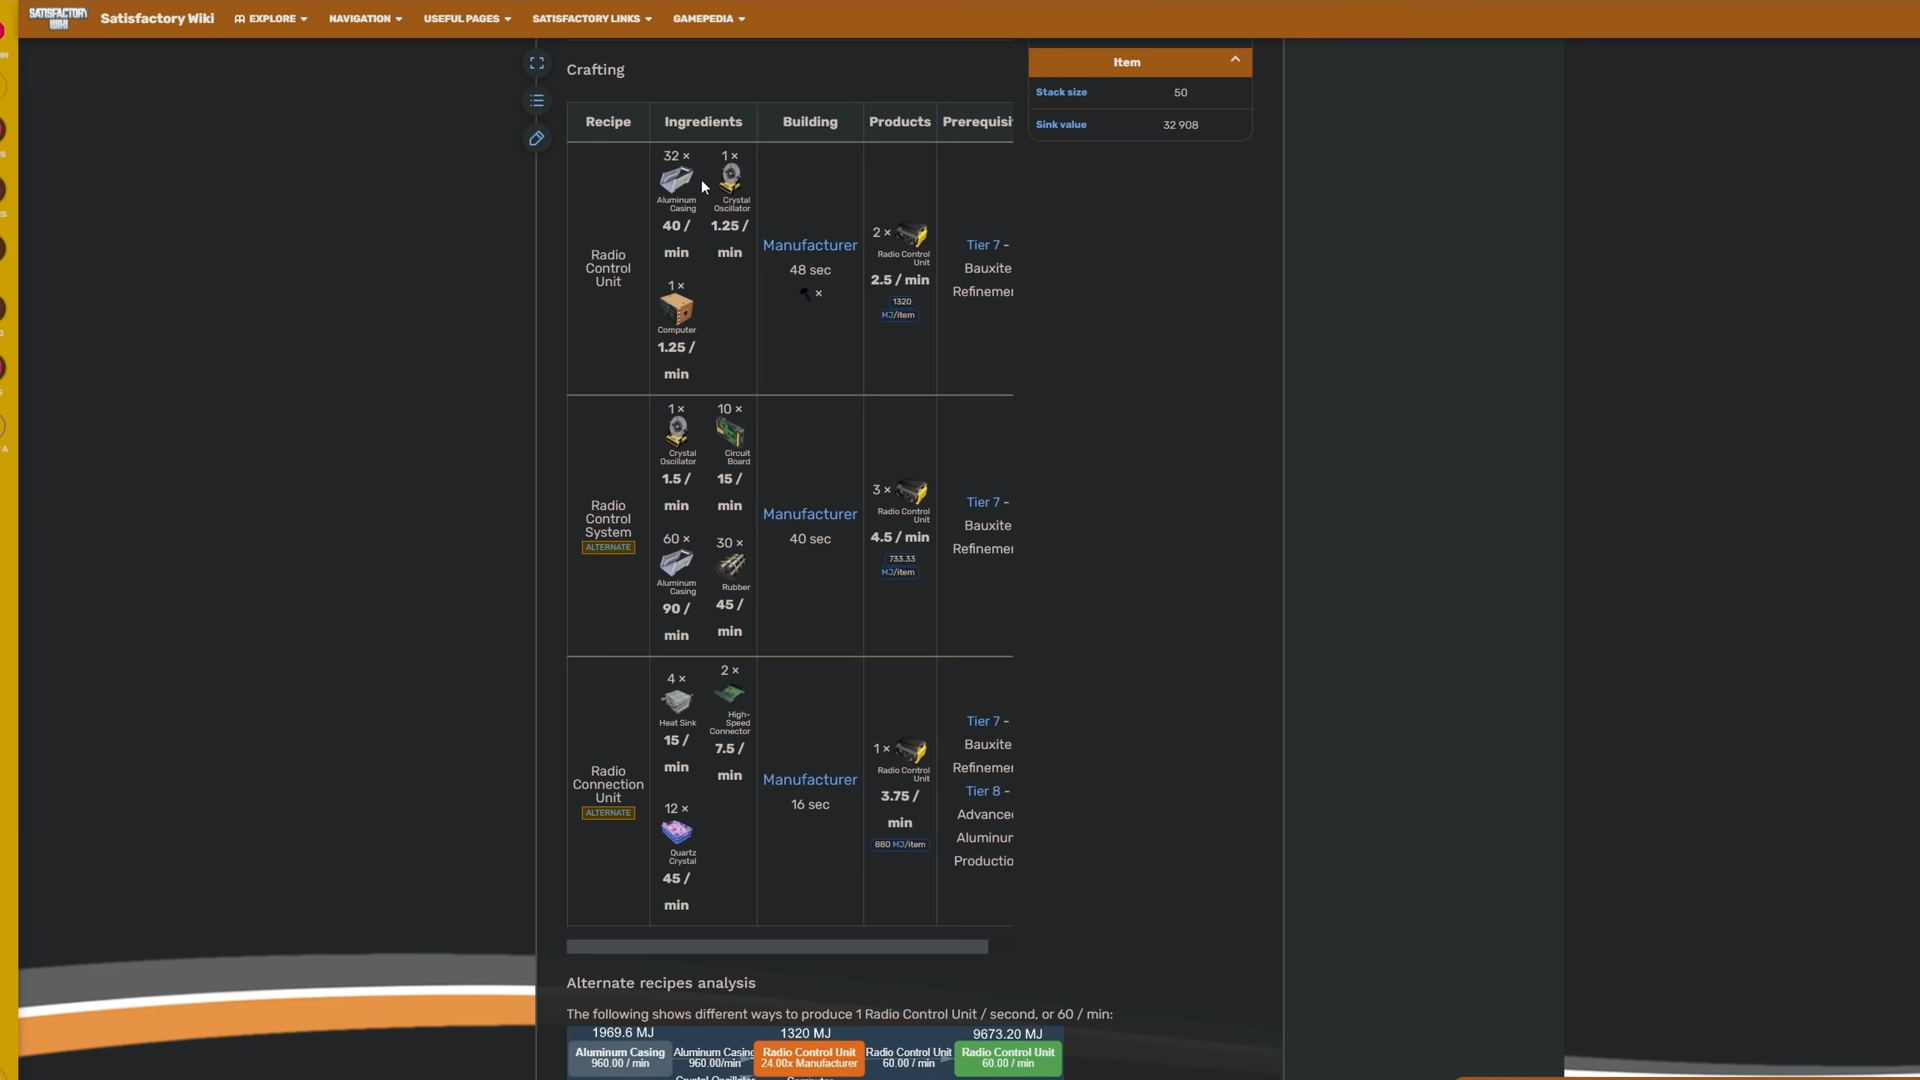 SATISFACTORY
WIKI
Satisfactory Wiki
EXPLORE
NAVIGATION
USEFUL PAGES
SATISFACTORY LINKS
GAMEPEDIA
Crafting
Item
Stack size 50
Sink value 32 908
Recipe Ingredients Building Products Prerequisi
Radio
Control
Unit
32 × 1 ×
Aluminum
Casing
Crystal
Oscillator
40 /
min
1.25 /
min
1 ×
Computer
1.25 /
min
Manufacturer
48 sec
×
2 ×
Radio Control
Unit
2.5 / min
1320
MJ/item
Tier 7 -
Bauxite
Refinemer
Radio
Control
System
ALTERNATE
1 × 10 ×
Crystal
Oscillator
Circuit
Board
1.5 /
min
15 /
min
60 × 30 ×
Aluminum
Casing
Rubber
90 /
min
45 /
min
Manufacturer
40 sec
3 ×
Radio Control
Unit
4.5 / min
733.33
MJ/item
Tier 7 -
Bauxite
Refinemer
Radio
Connection
Unit
ALTERNATE
4 × 2 ×
Heat Sink
High-
Speed
Connector
15 /
min
7.5 /
min
12 ×
Quartz
Crystal
45 /
min
Manufacturer
16 sec
1 ×
Radio Control
Unit
3.75 /
min
880 MJ/item
Tier 7 -
Bauxite
Refinemer
Tier 8 -
Advanced
Aluminur
Productio
Alternate recipes analysis
The following shows different ways to produce 1 Radio Control Unit / second, or 60 / min:
1969.6 MJ 1320 MJ 9673.20 MJ
Aluminum Casing
960.00 / min
Aluminum Casing
960.00/min
Radio Control Unit
24.00x Manufacturer
Radio Control Unit
60.00 / min
Radio Control Unit
60.00 / min